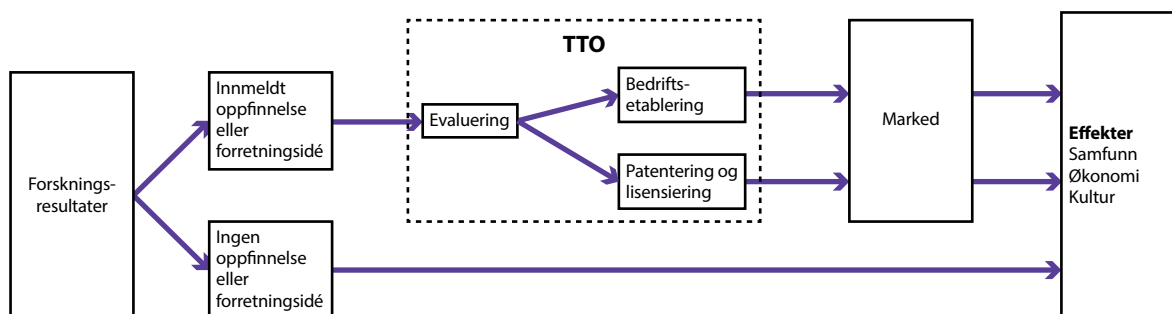 Forsknings-
resultater
Innmeldt
oppfinnelse
eller
forretningsidé
Ingen
oppfinnelse
eller
forretningsidé
TTO
Evaluering
Bedrifts-
etablering
Patentering og
lisensiering
Marked
Effekter
Samfunn
Økonomi
Kultur